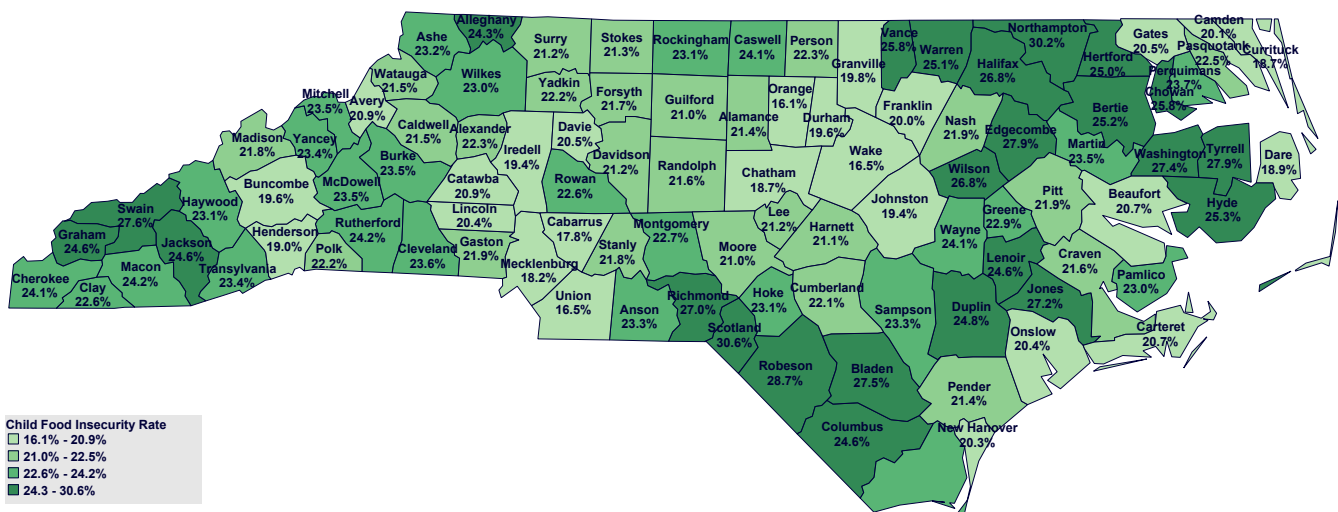 Alleghany
24.3%
Ashe
23.2%
Surry
21.2%
Stokes
21.3%
Rockingham
23.1%
Caswell
24.1%
Person
22.3%
Granville
19.8%
Vance
25.8%
Warren
25.1%
Northampton
30.2%
Halifax
26.8%
Hertford
25.0%
Gates
20.5%
Camden
20.1%
Pasquotank
22.5%
Currituck
18.7%
Perquimans
23.7%
Chowan
25.8%
Bertie
25.2%
Watauga
21.5%
Wilkes
23.0%
Yadkin
22.2%
Forsyth
21.7%
Guilford
21.0%
Alamance
21.4%
Orange
16.1%
Durham
19.6%
Franklin
20.0%
Nash
21.9%
Edgecombe
27.9%
Martin
23.5%
Washington
27.4%
Tyrrell
27.9%
Dare
18.9%
Mitchell
23.5%
Avery
20.9%
Caldwell
21.5%
Alexander
22.3%
Iredell
19.4%
Davie
20.5%
Davidson
21.2%
Randolph
21.6%
Chatham
18.7%
Wake
16.5%
Wilson
26.8%
Pitt
21.9%
Beaufort
20.7%
Hyde
25.3%
Madison
21.8%
Yancey
23.4%
Burke
23.5%
Catawba
20.9%
Rowan
22.6%
Johnston
19.4%
Greene
22.9%
Buncombe
19.6%
McDowell
23.5%
Haywood
23.1%
Swain
27.6%
Graham
24.6%
Jackson
24.6%
Henderson
19.0%
Rutherford
24.2%
Polk
22.2%
Cleveland
23.6%
Lincoln
20.4%
Gaston
21.9%
Mecklenburg
18.2%
Cabarrus
17.8%
Stanly
21.8%
Montgomery
22.7%
Moore
21.0%
Lee
21.2%
Harnett
21.1%
Wayne
24.1%
Lenoir
24.6%
Craven
21.6%
Pamlico
23.0%
Cherokee
24.1%
Clay
22.6%
Macon
24.2%
Transylvania
23.4%
Union
16.5%
Anson
23.3%
Richmond
27.0%
Scotland
30.6%
Hoke
23.1%
Cumberland
22.1%
Sampson
23.3%
Duplin
24.8%
Jones
27.2%
Onslow
20.4%
Carteret
20.7%
Robeson
28.7%
Bladen
27.5%
Pender
21.4%
Columbus
24.6%
New Hanover
20.3%
Child Food Insecurity Rate
16.1% - 20.9%
21.0% - 22.5%
22.6% - 24.2%
24.3 - 30.6%